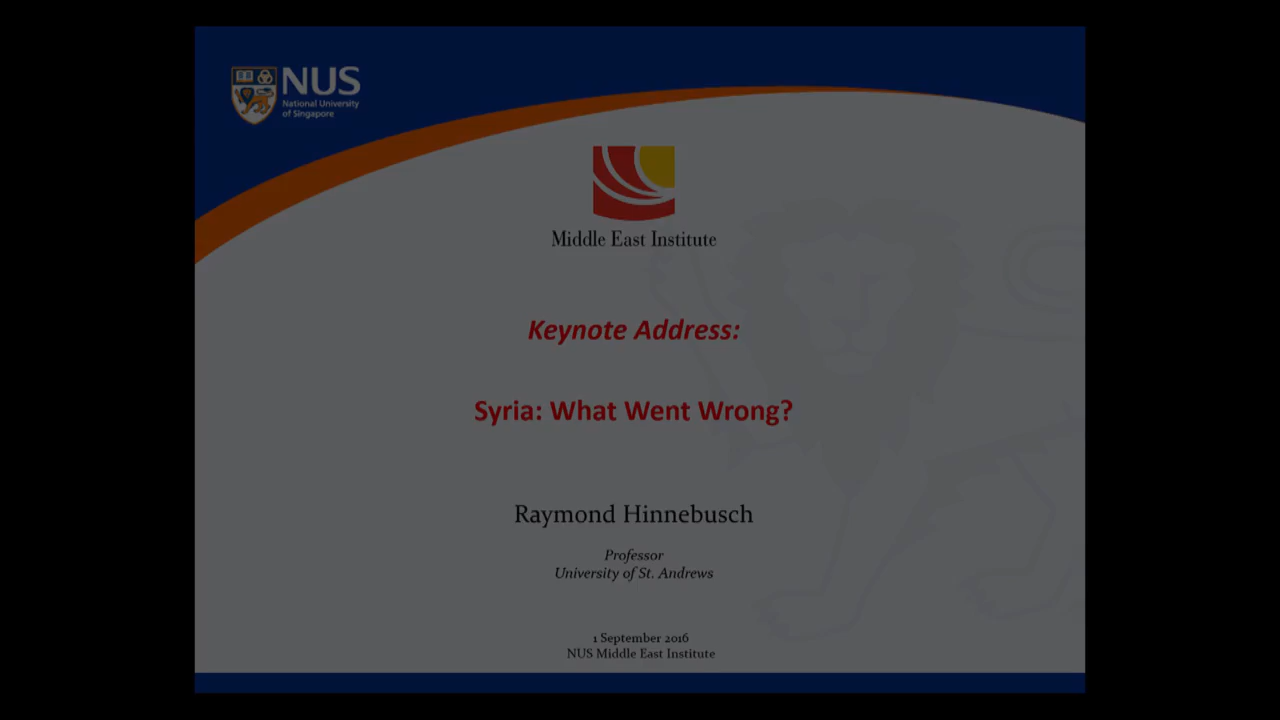 NUS
National University
of Singapore
Middle East Institute
Keynote Address:
Syria: What Went Wrong?
Raymond Hinnebusch
Professor
University of St. Andrews
1 September 2016
NUS Middle East Institute